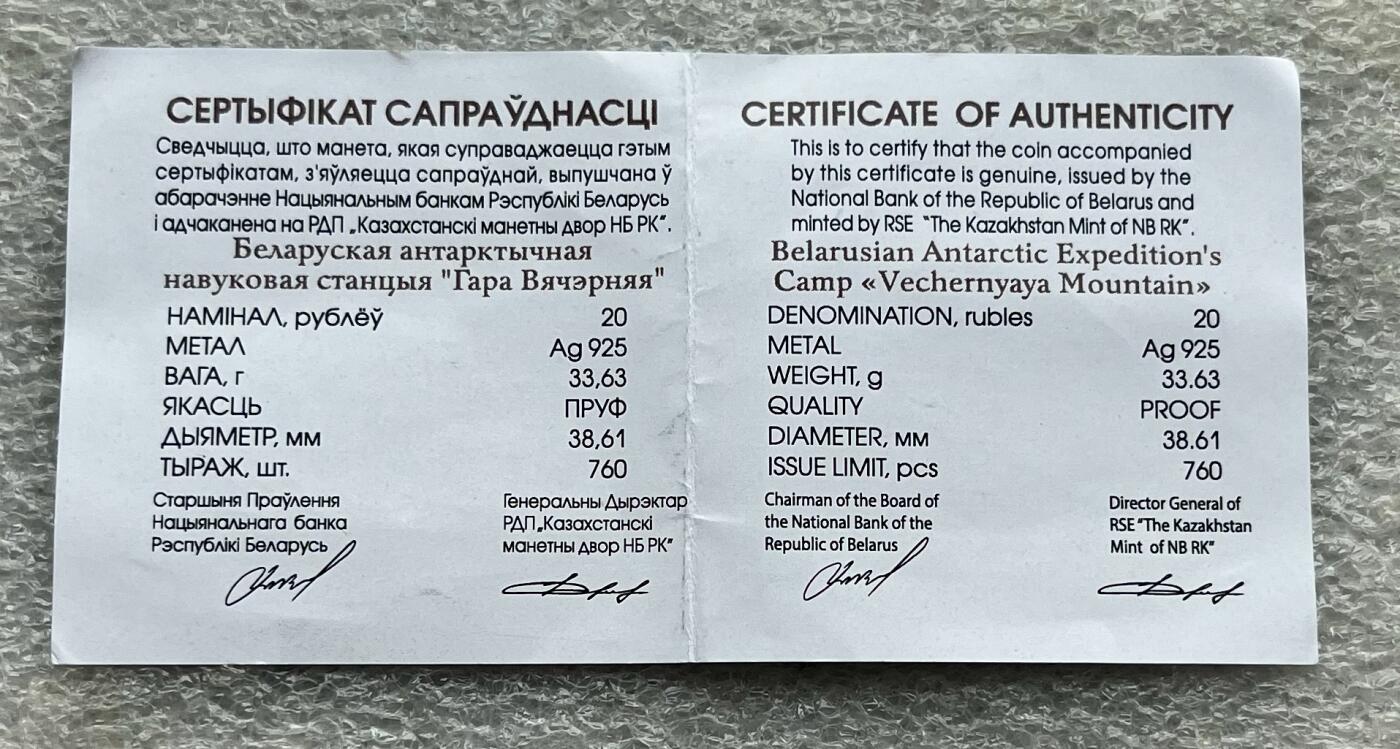 СЕРТЫФІКАТ САПРАЎДНАСЦІ
Сведчыцца, што манета, якая суправаджаецца гэтым
сертыфікатам, з'яўляецца сапраўднай, выпушчана ў
абарачэнне Нацыянальным банкам Рэспублікі Беларусь
і адчаканена на РДП „Казахстанскі манетны двор НБ РК".
Беларуская антарктычная
навуковая станцыя "Гара Вячэрняя"
НАМІНАЛ, рублёў 20
МЕТАЛ Ag 925
ВАГА, г 33,63
ЯКАСЦЬ ПРУФ
ДЫЯМЕТР, мм 38,61
ТЫРАЖ, шт. 760
Старшыня Праўлення
Нацыянальнага банка
Рэспублікі Беларусь
Генеральны Дырэктар
РДП„Казахстанскі
манетны двор НБ РК"
CERTIFICATE OF AUTHENTICITY
This is to certify that the coin accompanied
by this certificate is genuine, issued by the
National Bank of the Republic of Belarus and
minted by RSE "The Kazakhstan Mint of NB RK".
Belarusian Antarctic Expedition's
Camp «Vechernyaya Mountain»
DENOMINATION, rubles 20
METAL Ag 925
WEIGHT, g 33.63
QUALITY PROOF
DIAMETER, мм 38.61
ISSUE LIMIT, pcs 760
Chairman of the Board of
the National Bank of the
Republic of Belarus
Director General of
RSE "The Kazakhstan
Mint of NB RK"